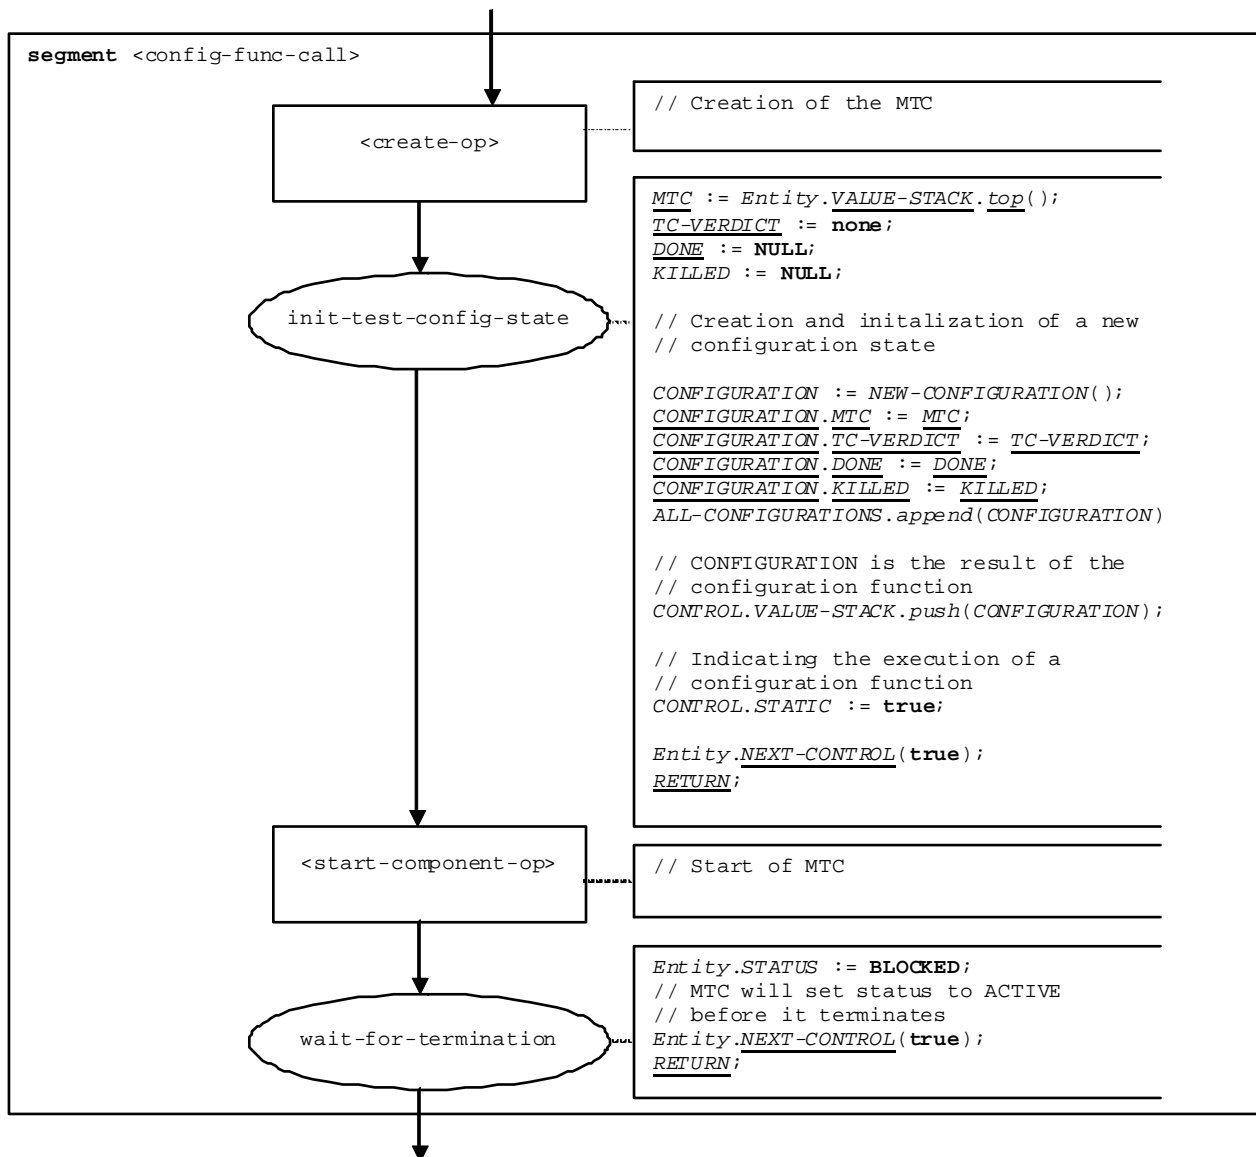 segment <config-func-call>
<create-op>
// Creation of the MTC
MTC := Entity.VALUE-STACK.top();
TC-VERDICT := none;
DONE := NULL;
KILLED := NULL;
init-test-config-state
// Creation and initalization of a new
// configuration state
CONFIGURATION := NEW-CONFIGURATION();
CONFIGURATION.MTC := MTC;
CONFIGURATION.TC-VERDICT := TC-VERDICT;
CONFIGURATION.DONE := DONE;
CONFIGURATION.KILLED := KILLED;
ALL-CONFIGURATIONS.append(CONFIGURATION)
// CONFIGURATION is the result of the
// configuration function
CONTROL.VALUE-STACK.push(CONFIGURATION);
// Indicating the execution of a
// configuration function
CONTROL.STATIC := true;
Entity.NEXT-CONTROL(true);
RETURN;
<start-component-op>
// Start of MTC
Entity.STATUS := BLOCKED;
// MTC will set status to ACTIVE
// before it terminates
Entity.NEXT-CONTROL(true);
RETURN;
wait-for-termination